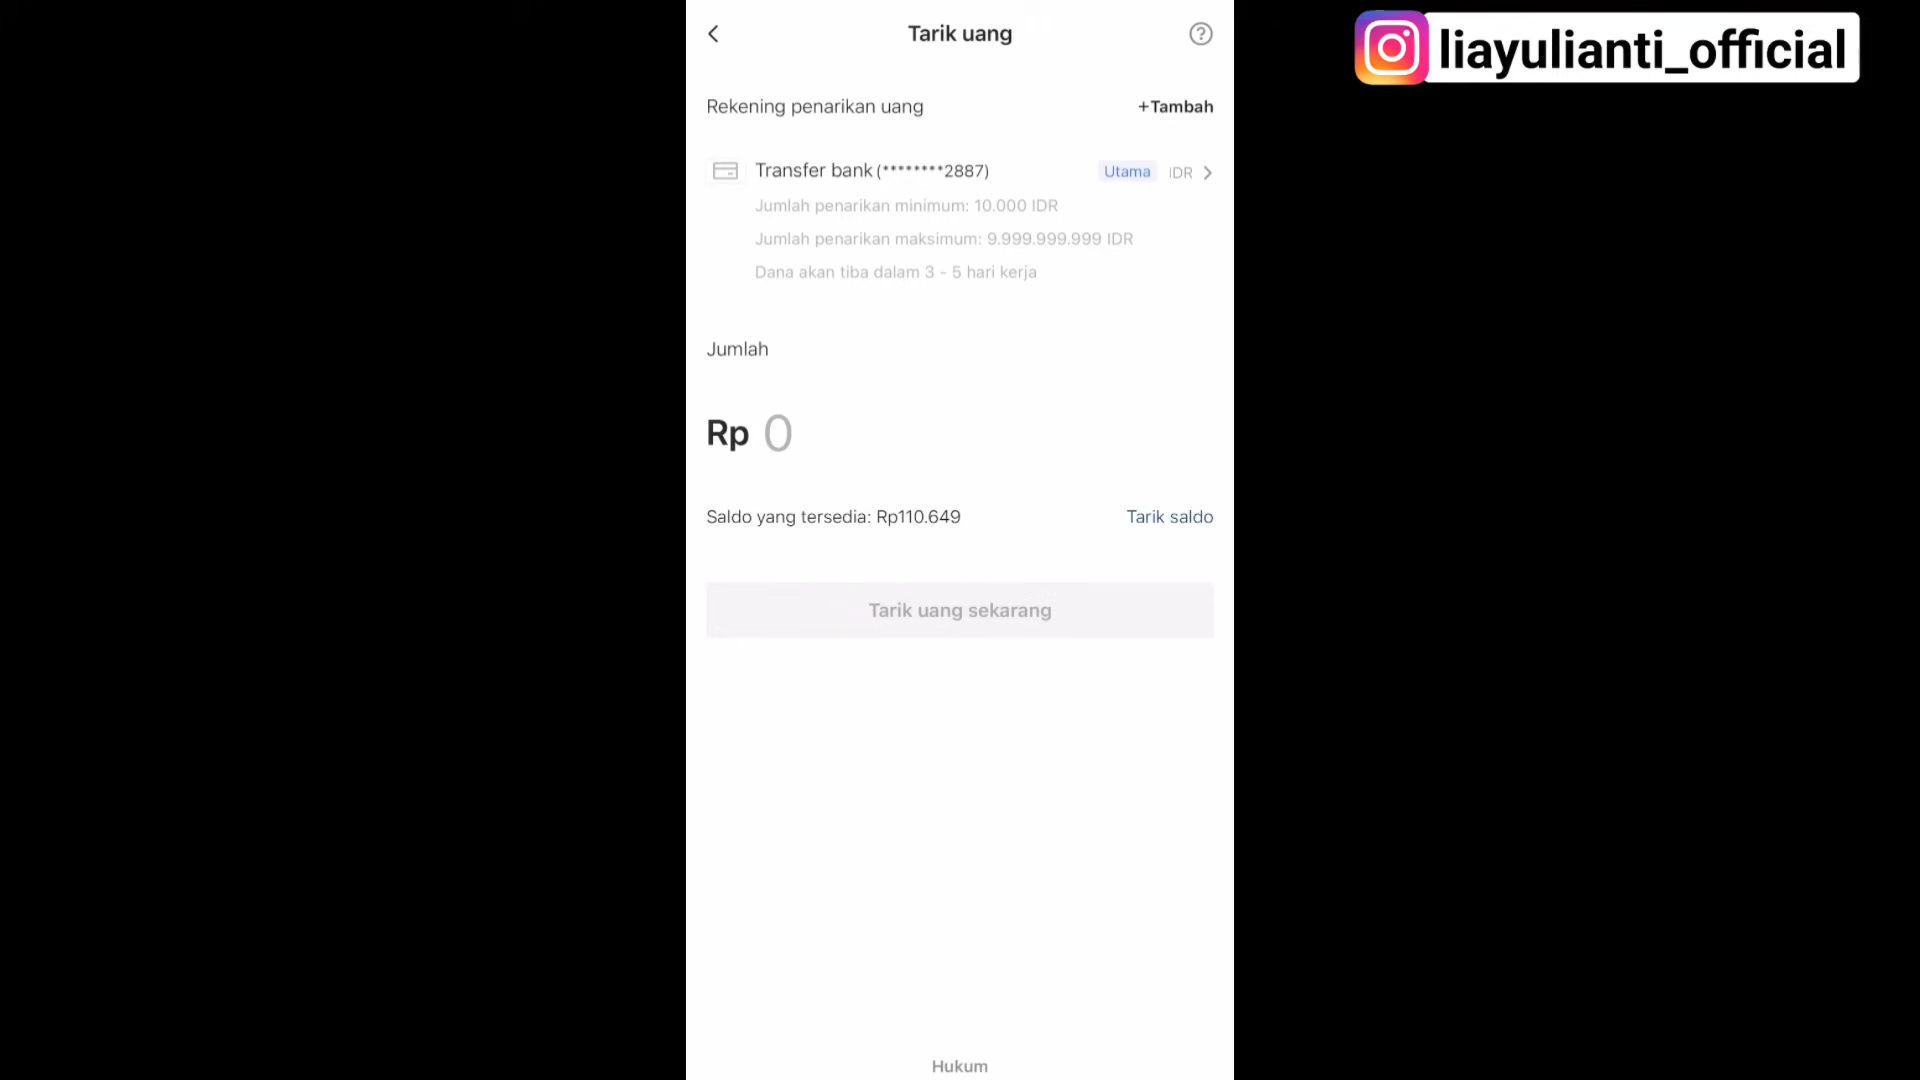 Tarik uang
liayulianti_official
Rekening penarikan uang +Tambah
Transfer bank (********2887) Utama IDR
Jumlah penarikan minimum: 10.000 IDR
Jumlah penarikan maksimum: 9.999.999.999 IDR
Dana akan tiba dalam 3 - 5 hari kerja
Jumlah
Rp 0
Saldo yang tersedia: Rp110.649 Tarik saldo
Tarik uang sekarang
Hukum